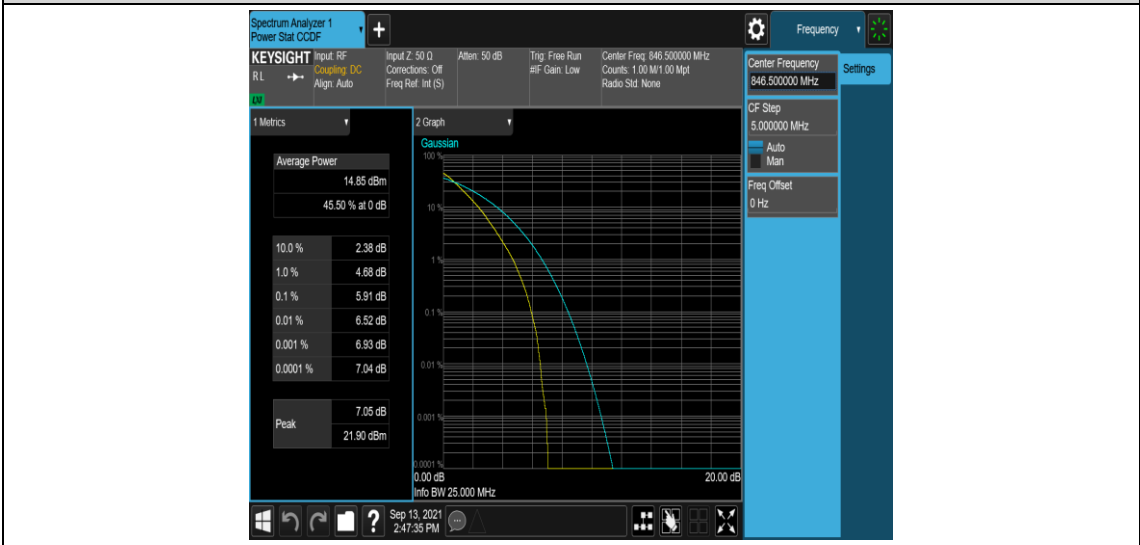 Spectrum Analyzer 1
Power Stat CCDF
+
Frequency
KEYSIGHT
Input: RF
Coupling: DC
Align: Auto
R L
LXI
Input Z: 50 Ω
Corrections: Off
Freq Ref: Int (S)
Atten: 50 dB
Trig: Free Run
#IF Gain: Low
Center Freq: 846.500000 MHz
Counts: 1.00 M/1.00 Mpt
Radio Std: None
Center Frequency
846.500000 MHz
Settings
CF Step
5.000000 MHz
Auto
Man
Freq Offset
0 Hz
1 Metrics
Average Power
14.85 dBm
45.50 % at 0 dB
10.0 % 2.38 dB
1.0 % 4.68 dB
0.1 % 5.91 dB
0.01 % 6.52 dB
0.001 % 6.93 dB
0.0001 % 7.04 dB
Peak
7.05 dB
21.90 dBm
2 Graph
Gaussian
100 %
10 %
1 %
0.1 %
0.01 %
0.001 %
0.0001 %
0.00 dB 20.00 dB
Info BW 25.000 MHz
?
Sep 13, 2021
2:47:35 PM